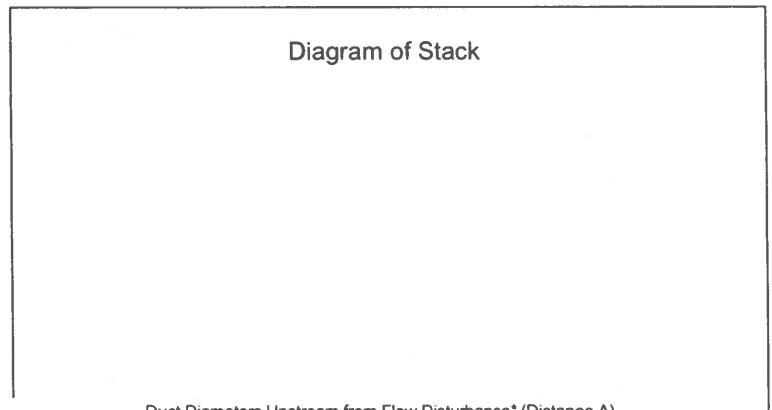 Diagram of Stack
Duct Diameters Upstream from Flow Disturbance* (Distance A)